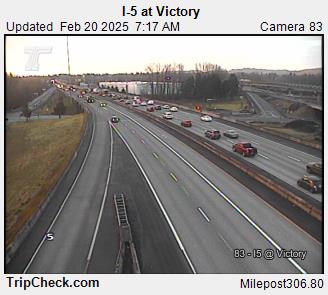 I-5 at Victory
Updated Feb 20 2025 7:17 AM Camera 83
T
5
83 - I5 @ Victory
TripCheck.com Milepost306.80